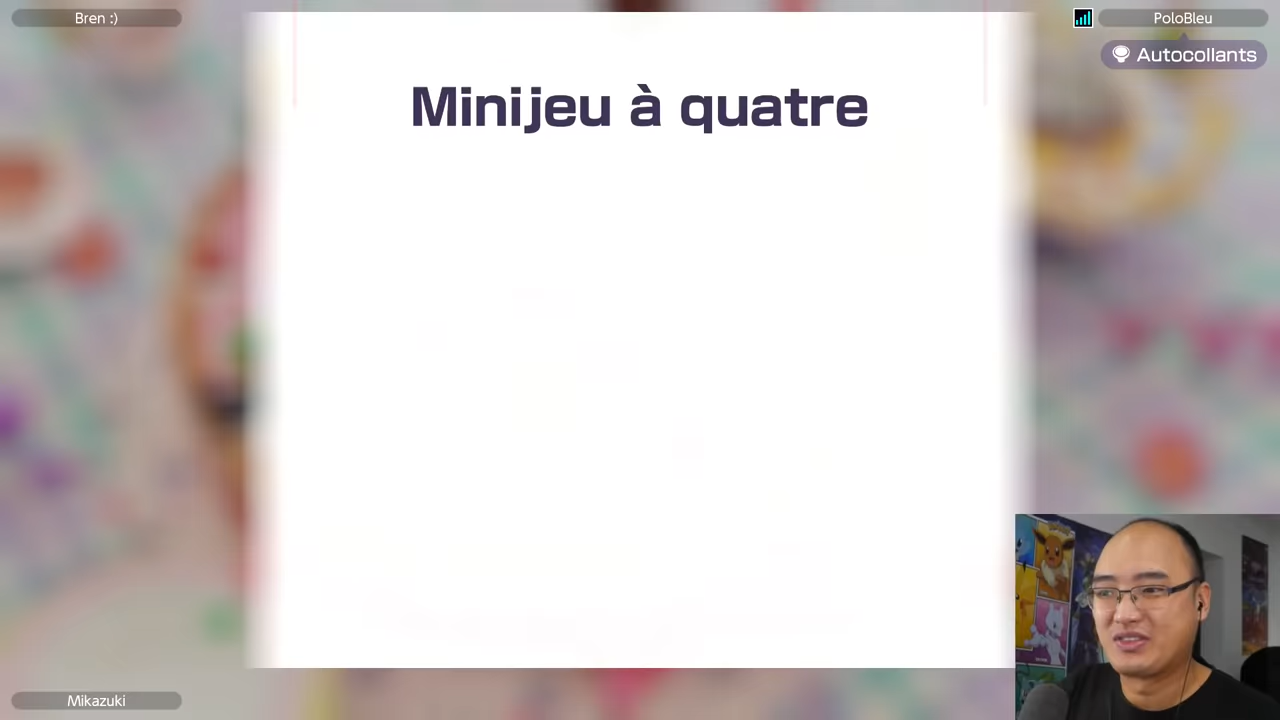 Bren :)
PoloBleu
Autocollants
Minijeu à quatre
Mikazuki